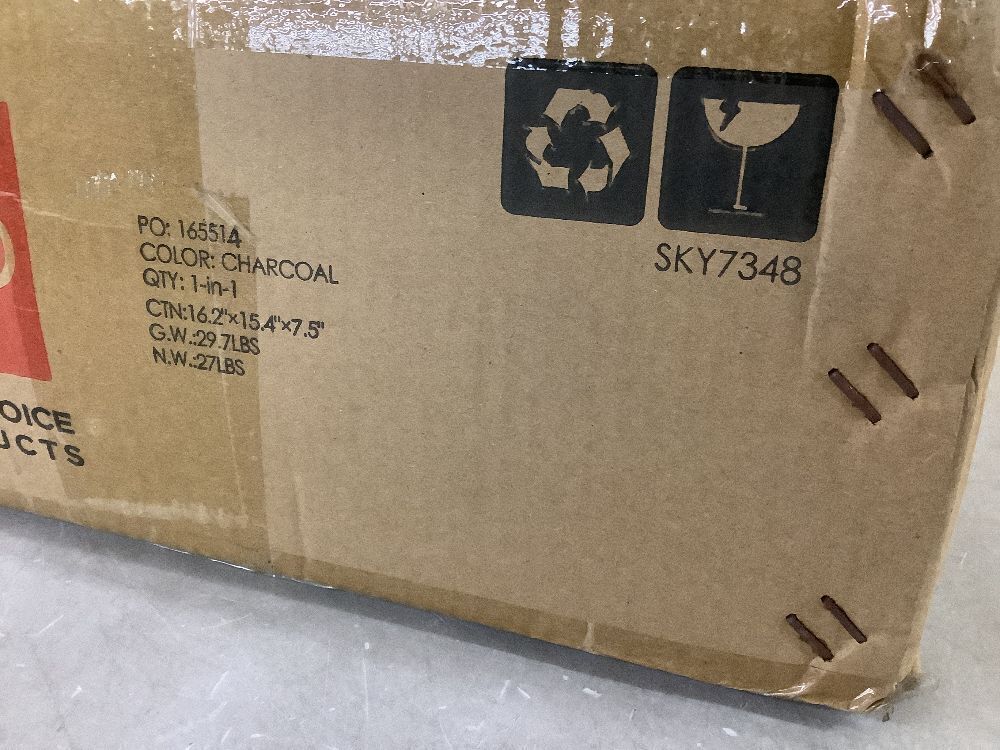 PO: 165514
COLOR: CHARCOAL
QTY: 1-in-1
CTN:16.2"×15.4"×7.5"
G.W.:29.7LBS
N.W.:27LBS
SKY7348
OICE
UCTS